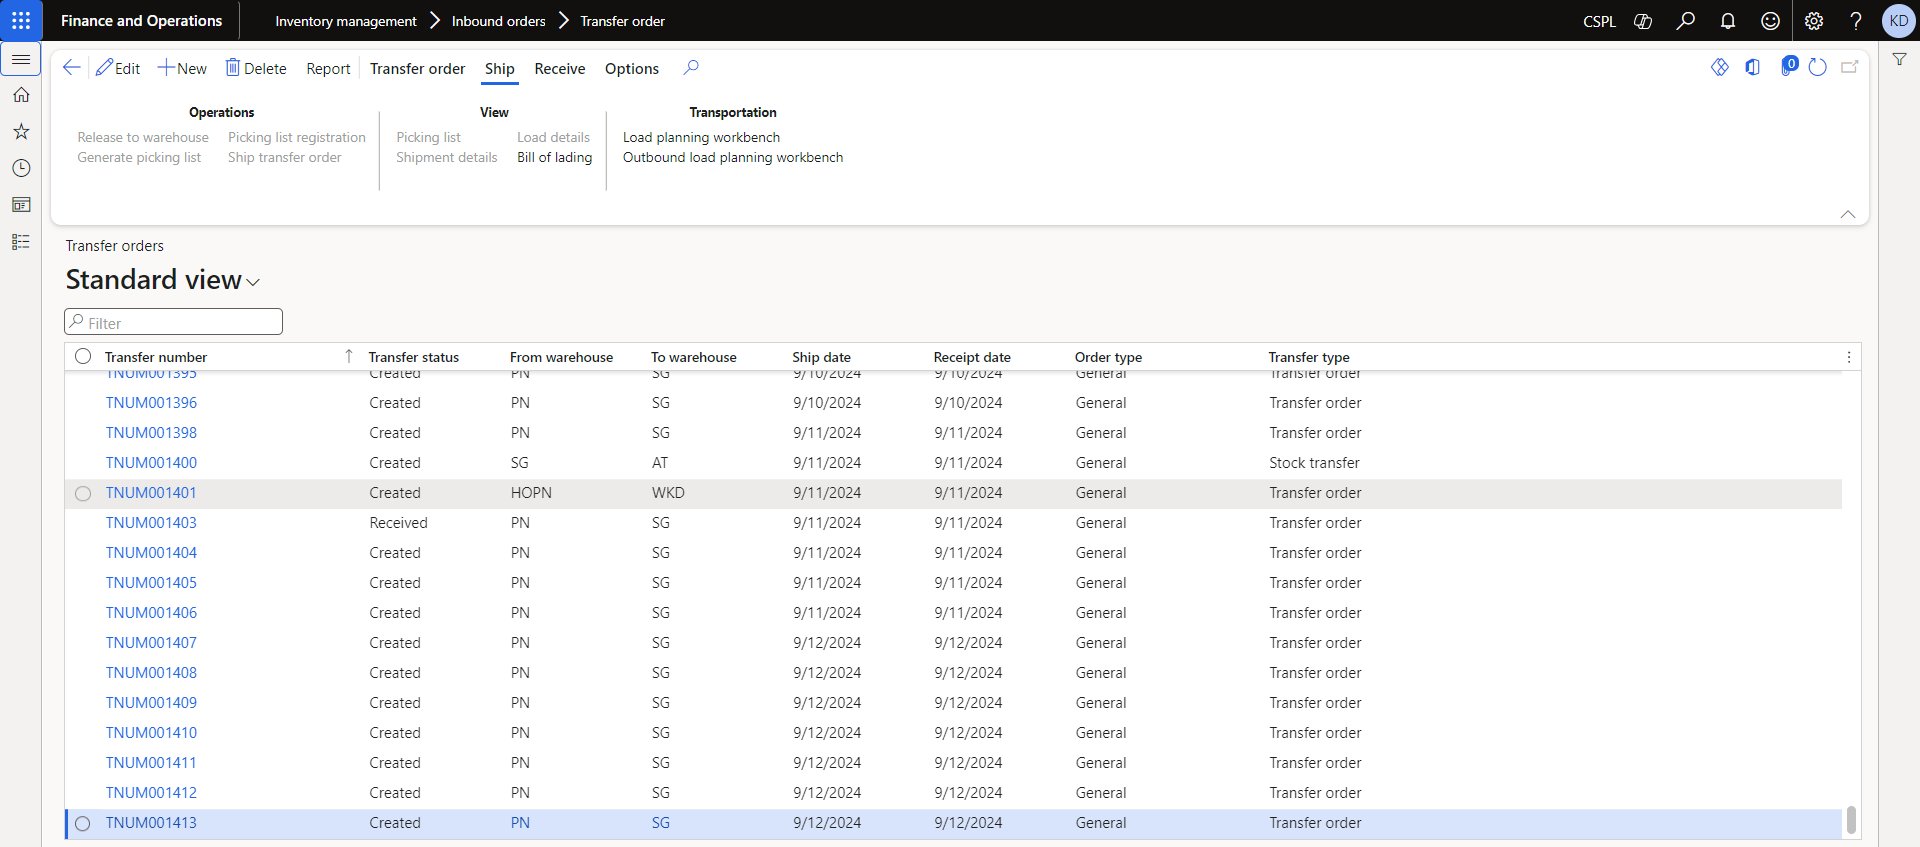 Finance and Operations Inventory management Inbound orders Transfer order CSPL KD
Edit New Delete Report Transfer order Ship Receive Options 0
Operations View Transportation
Release to warehouse Picking list registration Picking list Load details Load planning workbench
Generate picking list Ship transfer order Shipment details Bill of lading Outbound load planning workbench
Transfer orders
Standard view
Filter
Transfer number Transfer status From warehouse To warehouse Ship date Receipt date Order type Transfer type
TNUM001395 Created PN SG 9/10/2024 9/10/2024 General Transfer order
TNUM001396 Created PN SG 9/10/2024 9/10/2024 General Transfer order
TNUM001398 Created PN SG 9/11/2024 9/11/2024 General Transfer order
TNUM001400 Created SG AT 9/11/2024 9/11/2024 General Stock transfer
TNUM001401 Created HOPN WKD 9/11/2024 9/11/2024 General Transfer order
TNUM001403 Received PN SG 9/11/2024 9/11/2024 General Transfer order
TNUM001404 Created PN SG 9/11/2024 9/11/2024 General Transfer order
TNUM001405 Created PN SG 9/11/2024 9/11/2024 General Transfer order
TNUM001406 Created PN SG 9/11/2024 9/11/2024 General Transfer order
TNUM001407 Created PN SG 9/12/2024 9/12/2024 General Transfer order
TNUM001408 Created PN SG 9/12/2024 9/12/2024 General Transfer order
TNUM001409 Created PN SG 9/12/2024 9/12/2024 General Transfer order
TNUM001410 Created PN SG 9/12/2024 9/12/2024 General Transfer order
TNUM001411 Created PN SG 9/12/2024 9/12/2024 General Transfer order
TNUM001412 Created PN SG 9/12/2024 9/12/2024 General Transfer order
TNUM001413 Created PN SG 9/12/2024 9/12/2024 General Transfer order